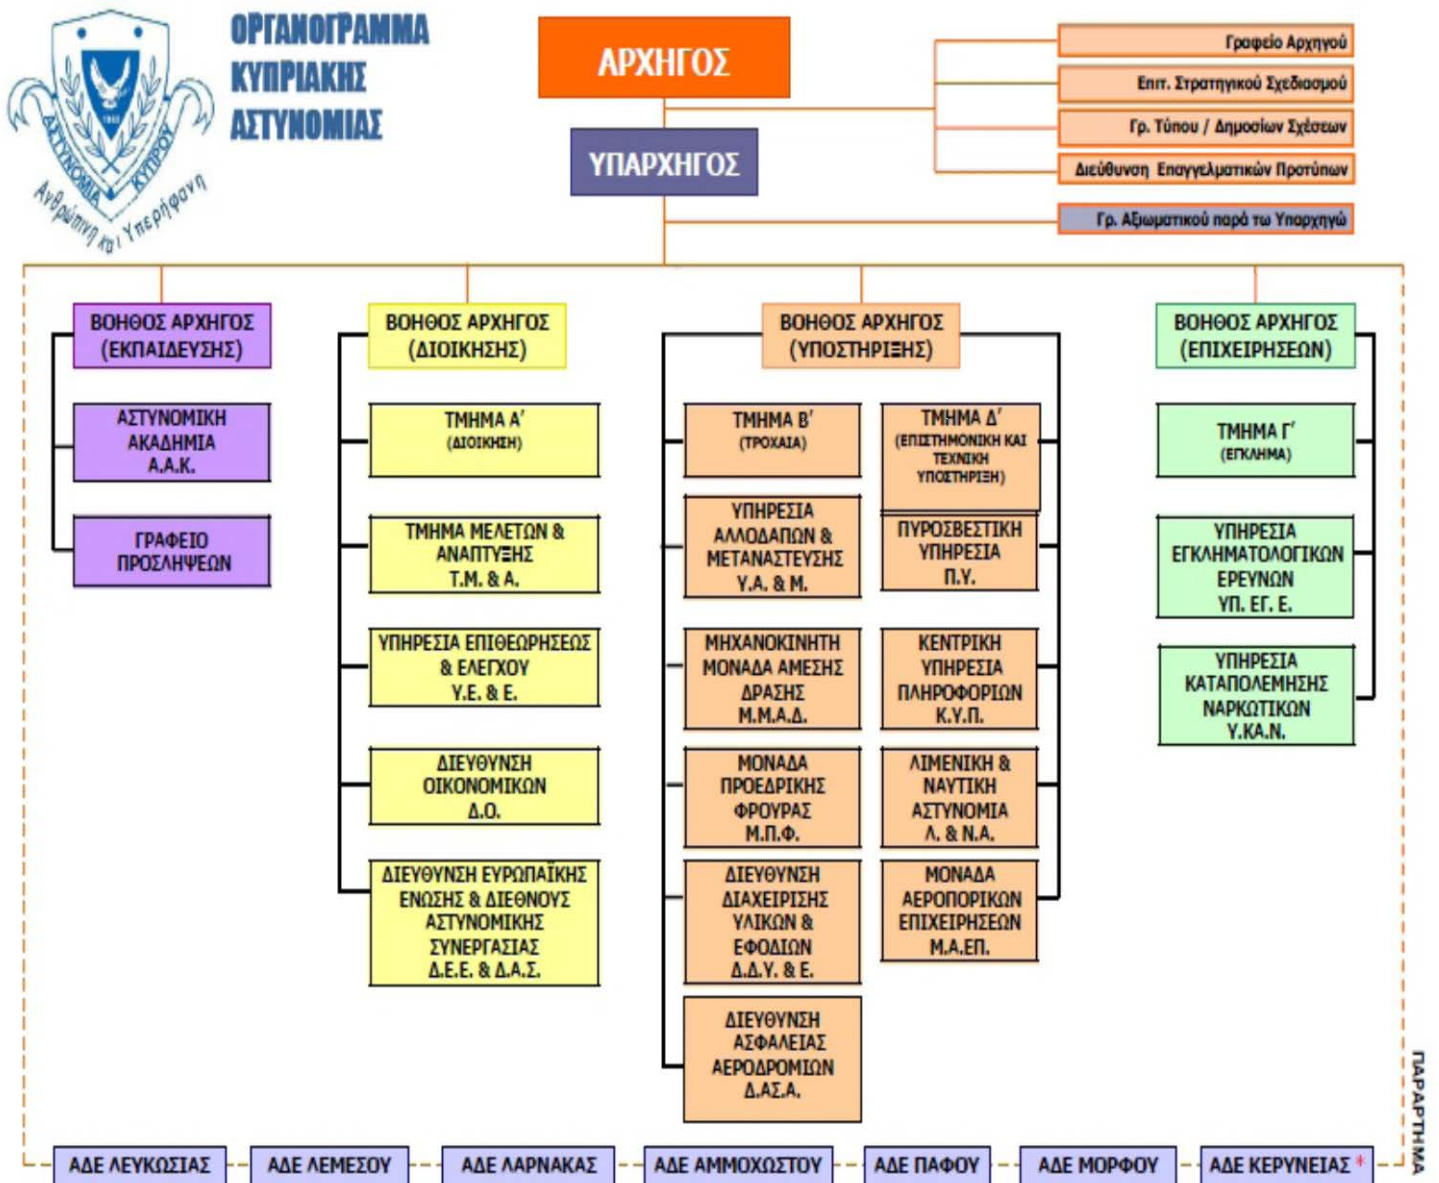 ΟΡΓΑΝΟΓΡΑΜΜΑ
ΚΥΠΡΙΑΚΗΣ
ΑΣΤΥΝΟΜΙΑΣ
ΑΣΤΥΝΟΜΙΑ ΚΥΠΡΟΥ
1960
Ανθρώπινη και Υπερήφανη
ΑΡΧΗΓΟΣ
ΥΠΑΡΧΗΓΟΣ
Γραφείο Αρχηγού
Επιτ. Στρατηγικού Σχεδιασμού
Γρ. Τύπου / Δημοσίων Σχέσεων
Διεύθυνση Επαγγελματικών Προτύπων
Γρ. Αξιωματικού παρά τω Υπαρχηγώ
ΒΟΗΘΟΣ ΑΡΧΗΓΟΣ
(ΕΚΠΑΙΔΕΥΣΗΣ)
ΑΣΤΥΝΟΜΙΚΗ
ΑΚΑΔΗΜΙΑ
Α.Α.Κ.
ΓΡΑΦΕΙΟ
ΠΡΟΣΛΗΨΕΩΝ
ΒΟΗΘΟΣ ΑΡΧΗΓΟΣ
(ΔΙΟΙΚΗΣΗΣ)
ΤΜΗΜΑ Α'
(ΔΙΟΙΚΗΣΗ)
ΤΜΗΜΑ ΜΕΛΕΤΩΝ &
ΑΝΑΠΤΥΞΗΣ
Τ.Μ. & Α.
ΥΠΗΡΕΣΙΑ ΕΠΙΘΕΩΡΗΣΕΩΣ
& ΕΛΕΓΧΟΥ
Υ.Ε. & Ε.
ΔΙΕΥΘΥΝΣΗ
ΟΙΚΟΝΟΜΙΚΩΝ
Δ.Ο.
ΔΙΕΥΘΥΝΣΗ ΕΥΡΩΠΑΪΚΗΣ
ΕΝΩΣΗΣ & ΔΙΕΘΝΟΥΣ
ΑΣΤΥΝΟΜΙΚΗΣ
ΣΥΝΕΡΓΑΣΙΑΣ
Δ.Ε.Ε. & Δ.Α.Σ.
ΒΟΗΘΟΣ ΑΡΧΗΓΟΣ
(ΥΠΟΣΤΗΡΙΞΗΣ)
ΤΜΗΜΑ Β'
(ΤΡΟΧΑΙΑ)
ΥΠΗΡΕΣΙΑ
ΑΛΛΟΔΑΠΩΝ &
ΜΕΤΑΝΑΣΤΕΥΣΗΣ
Υ.Α. & Μ.
ΜΗΧΑΝΟΚΙΝΗΤΗ
ΜΟΝΑΔΑ ΑΜΕΣΗΣ
ΔΡΑΣΗΣ
Μ.Μ.Α.Δ.
ΜΟΝΑΔΑ
ΠΡΟΕΔΡΙΚΗΣ
ΦΡΟΥΡΑΣ
Μ.Π.Φ.
ΔΙΕΥΘΥΝΣΗ
ΔΙΑΧΕΙΡΙΣΗΣ
ΥΛΙΚΩΝ &
ΕΦΟΔΙΩΝ
Δ.Δ.Υ. & Ε.
ΔΙΕΥΘΥΝΣΗ
ΑΣΦΑΛΕΙΑΣ
ΑΕΡΟΔΡΟΜΙΩΝ
Δ.ΑΣ.Α.
ΤΜΗΜΑ Δ'
(ΕΠΙΣΤΗΜΟΝΙΚΗ ΚΑΙ
ΤΕΧΝΙΚΗ
ΥΠΟΣΤΗΡΙΞΗ)
ΠΥΡΟΣΒΕΣΤΙΚΗ
ΥΠΗΡΕΣΙΑ
Π.Υ.
ΚΕΝΤΡΙΚΗ
ΥΠΗΡΕΣΙΑ
ΠΛΗΡΟΦΟΡΙΩΝ
Κ.Υ.Π.
ΛΙΜΕΝΙΚΗ &
ΝΑΥΤΙΚΗ
ΑΣΤΥΝΟΜΙΑ
Λ. & Ν.Α.
ΜΟΝΑΔΑ
ΑΕΡΟΠΟΡΙΚΩΝ
ΕΠΙΧΕΙΡΗΣΕΩΝ
Μ.Α.ΕΠ.
ΒΟΗΘΟΣ ΑΡΧΗΓΟΣ
(ΕΠΙΧΕΙΡΗΣΕΩΝ)
ΤΜΗΜΑ Γ'
(ΕΓΚΛΗΜΑ)
ΥΠΗΡΕΣΙΑ
ΕΓΚΛΗΜΑΤΟΛΟΓΙΚΩΝ
ΕΡΕΥΝΩΝ
ΥΠ. ΕΓ. Ε.
ΥΠΗΡΕΣΙΑ
ΚΑΤΑΠΟΛΕΜΗΣΗΣ
ΝΑΡΚΩΤΙΚΩΝ
Υ.ΚΑ.Ν.
ΠΑΡΑΡΤΗΜΑ
ΑΔΕ ΛΕΥΚΩΣΙΑΣ
ΑΔΕ ΛΕΜΕΣΟΥ
ΑΔΕ ΛΑΡΝΑΚΑΣ
ΑΔΕ ΑΜΜΟΧΩΣΤΟΥ
ΑΔΕ ΠΑΦΟΥ
ΑΔΕ ΜΟΡΦΟΥ
ΑΔΕ ΚΕΡΥΝΕΙΑΣ *